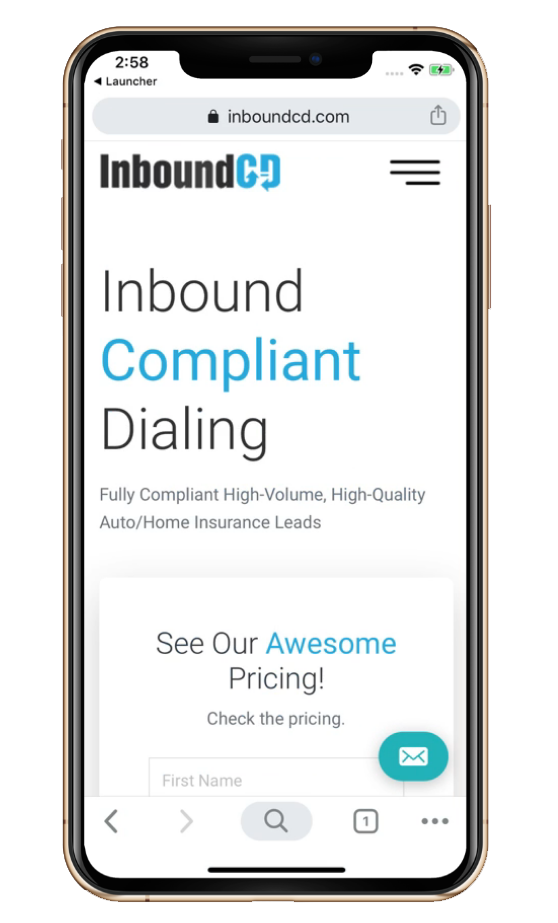 2:58
◀ Launcher
inboundcd.com
InboundCD
Inbound
Compliant
Dialing
Fully Compliant High-Volume, High-Quality
Auto/Home Insurance Leads
See Our Awesome
Pricing!
Check the pricing.
First Name
1